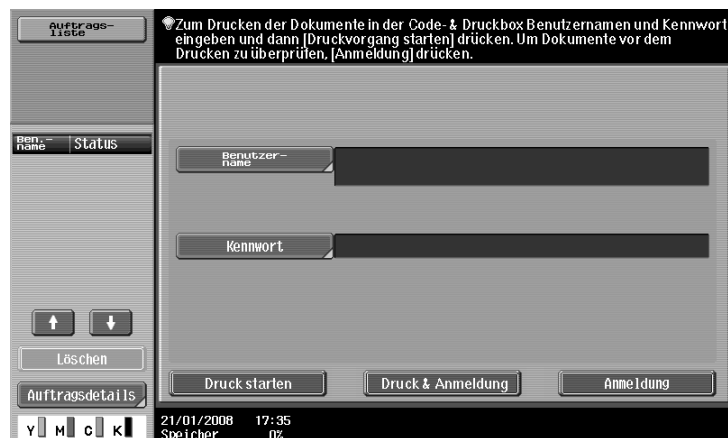 Auftrags-
liste
Zum Drucken der Dokumente in der Code- & Druckbox Benutzernamen und Kennwort
eingeben und dann [Druckvorgang starten] drücken. Um Dokumente vor dem
Drucken zu überprüfen, [Anmeldung] drücken.
Ben.-
name
Status
Benutzer-
name
Kennwort
Löschen
Auftragsdetails
Druck starten
Druck & Anmeldung
Anmeldung
Y M C K
21/01/2008 17:35
Speicher 0%